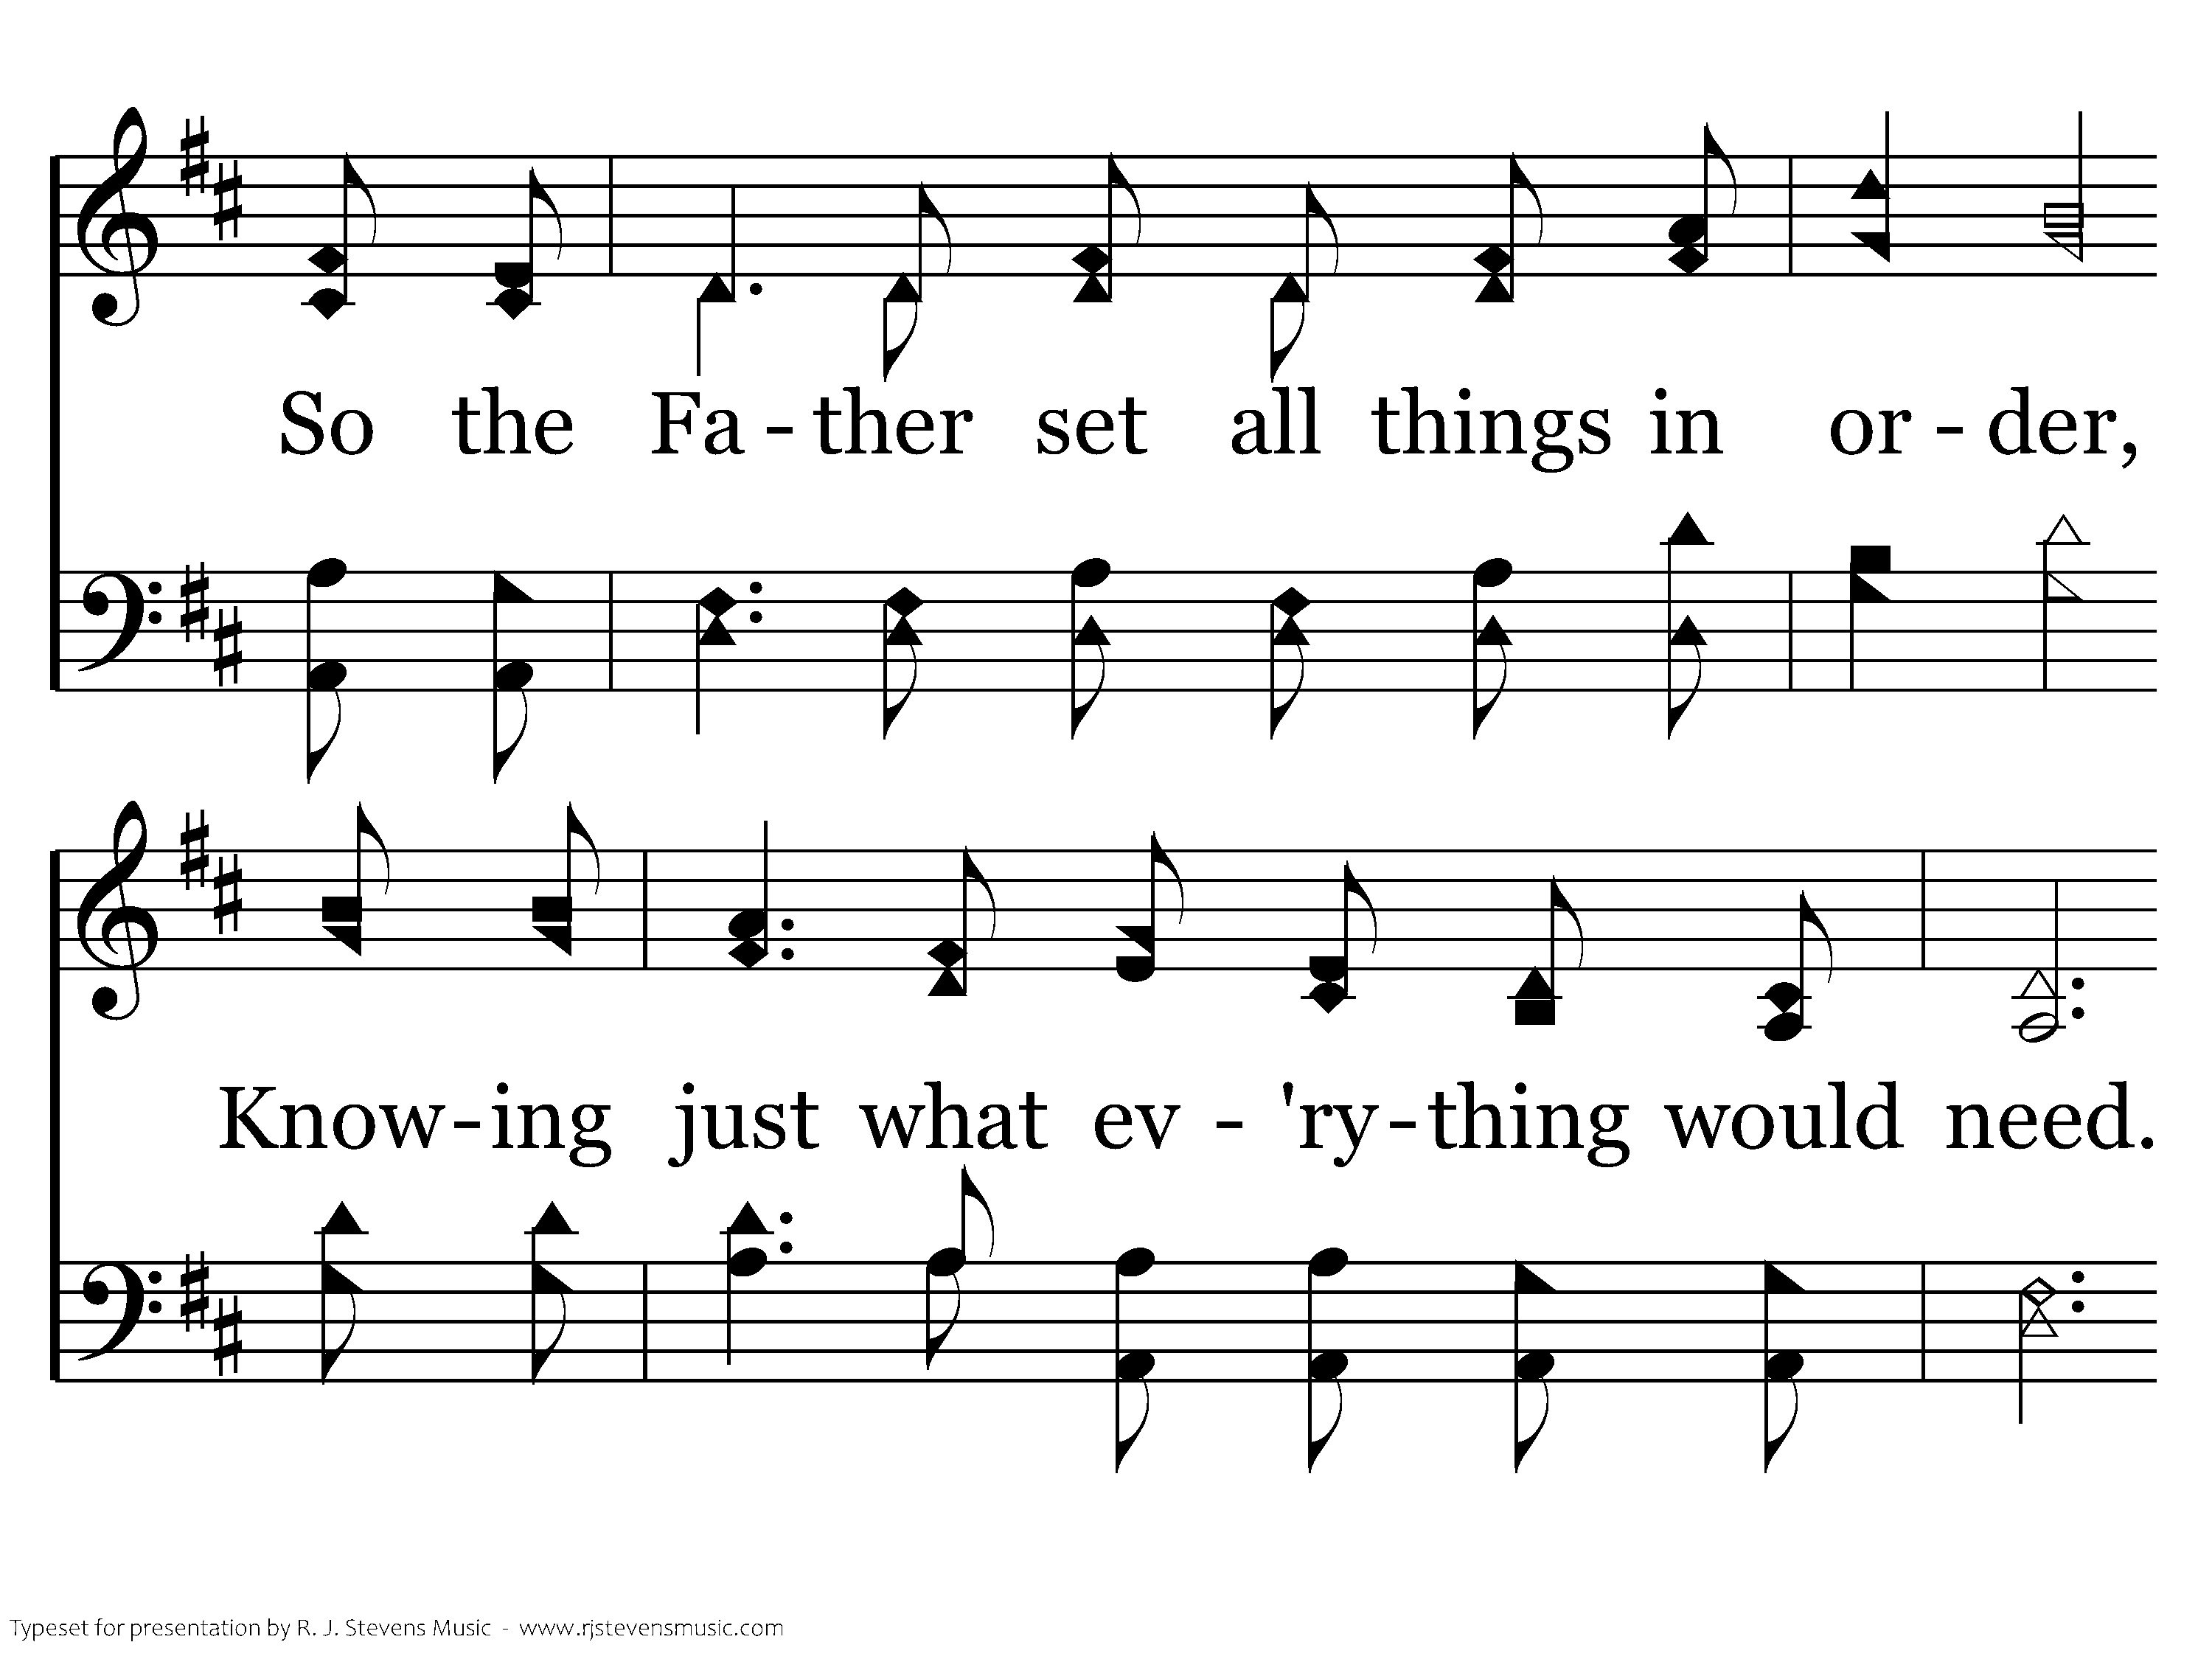 So the Fa - ther set all things in or - der,
Know-ing just what ev - 'ry-thing would need.
Typeset for presentation by R. J. Stevens Music - www.rjstevensmusic.com